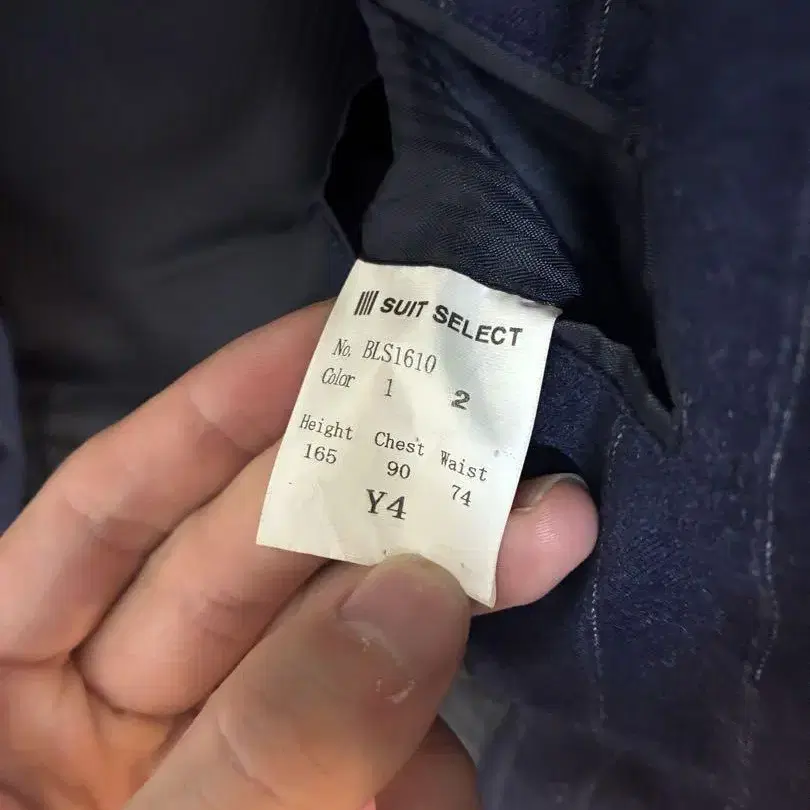 SUIT SELECT
No. BLS1610
Color 1 2
Height Chest Waist
165 90 74
Y4